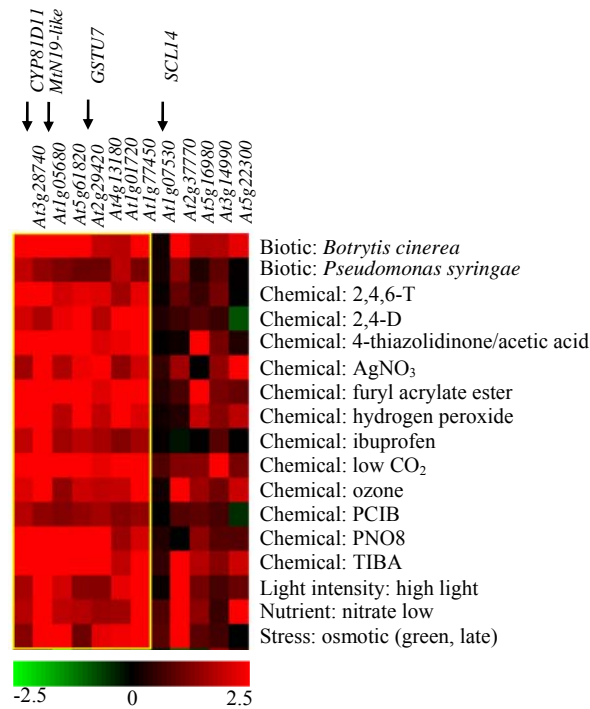 CYP81D11
MtN19-like
GSTU7
SCL14
At3g28740
At1g05680
At5g61820
At2g29420
At4g13180
At1g01720
At1g77450
At1g07530
At2g37770
At5g16980
At3g14990
At5g22300
Biotic: Botrytis cinerea
Biotic: Pseudomonas syringae
Chemical: 2,4,6-T
Chemical: 2,4-D
Chemical: 4-thiazolidinone/acetic acid
Chemical: AgNO₃
Chemical: furyl acrylate ester
Chemical: hydrogen peroxide
Chemical: ibuprofen
Chemical: low CO₂
Chemical: ozone
Chemical: PCIB
Chemical: PNO8
Chemical: TIBA
Light intensity: high light
Nutrient: nitrate low
Stress: osmotic (green, late)
-2.5 0 2.5